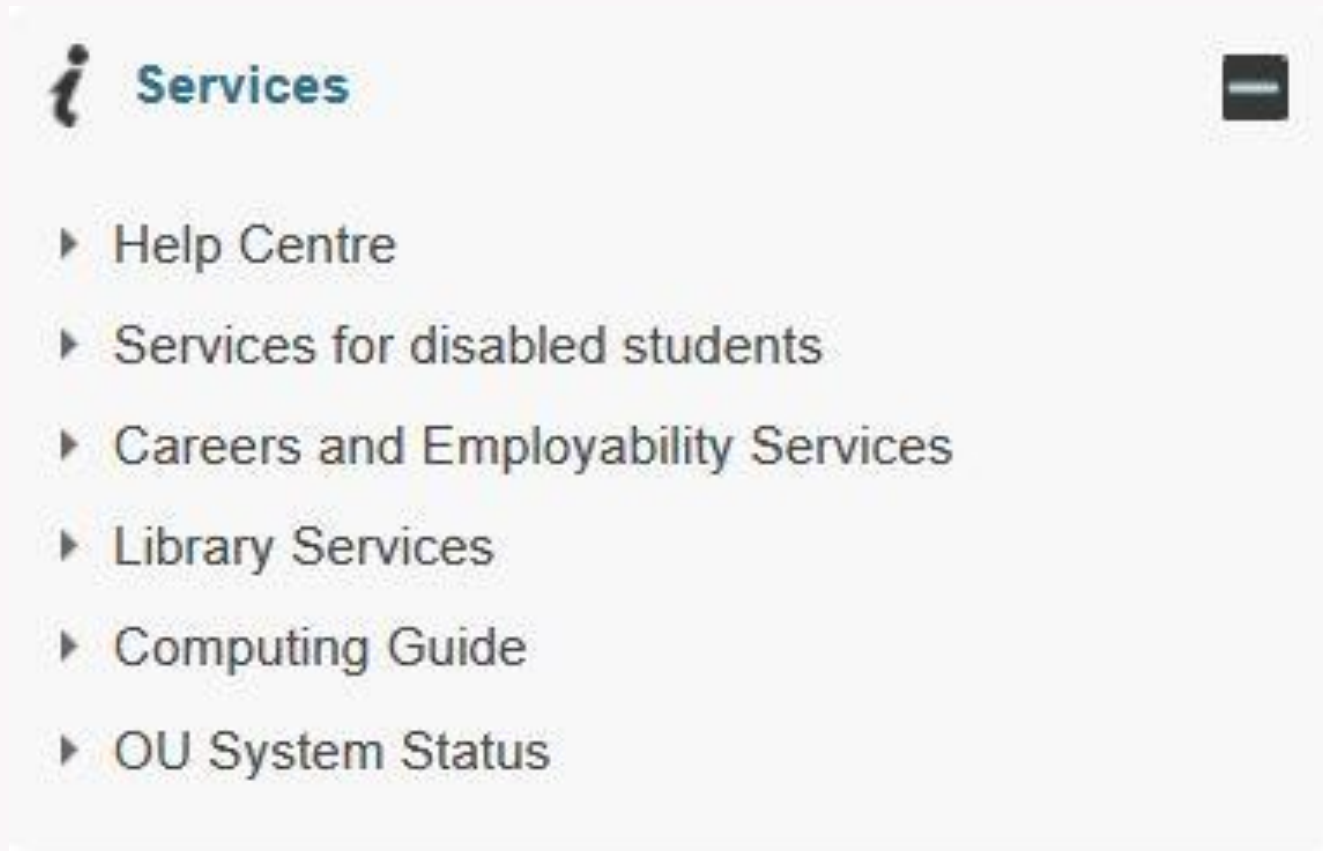 Services
Help Centre
Services for disabled students
Careers and Employability Services
Library Services
Computing Guide
OU System Status